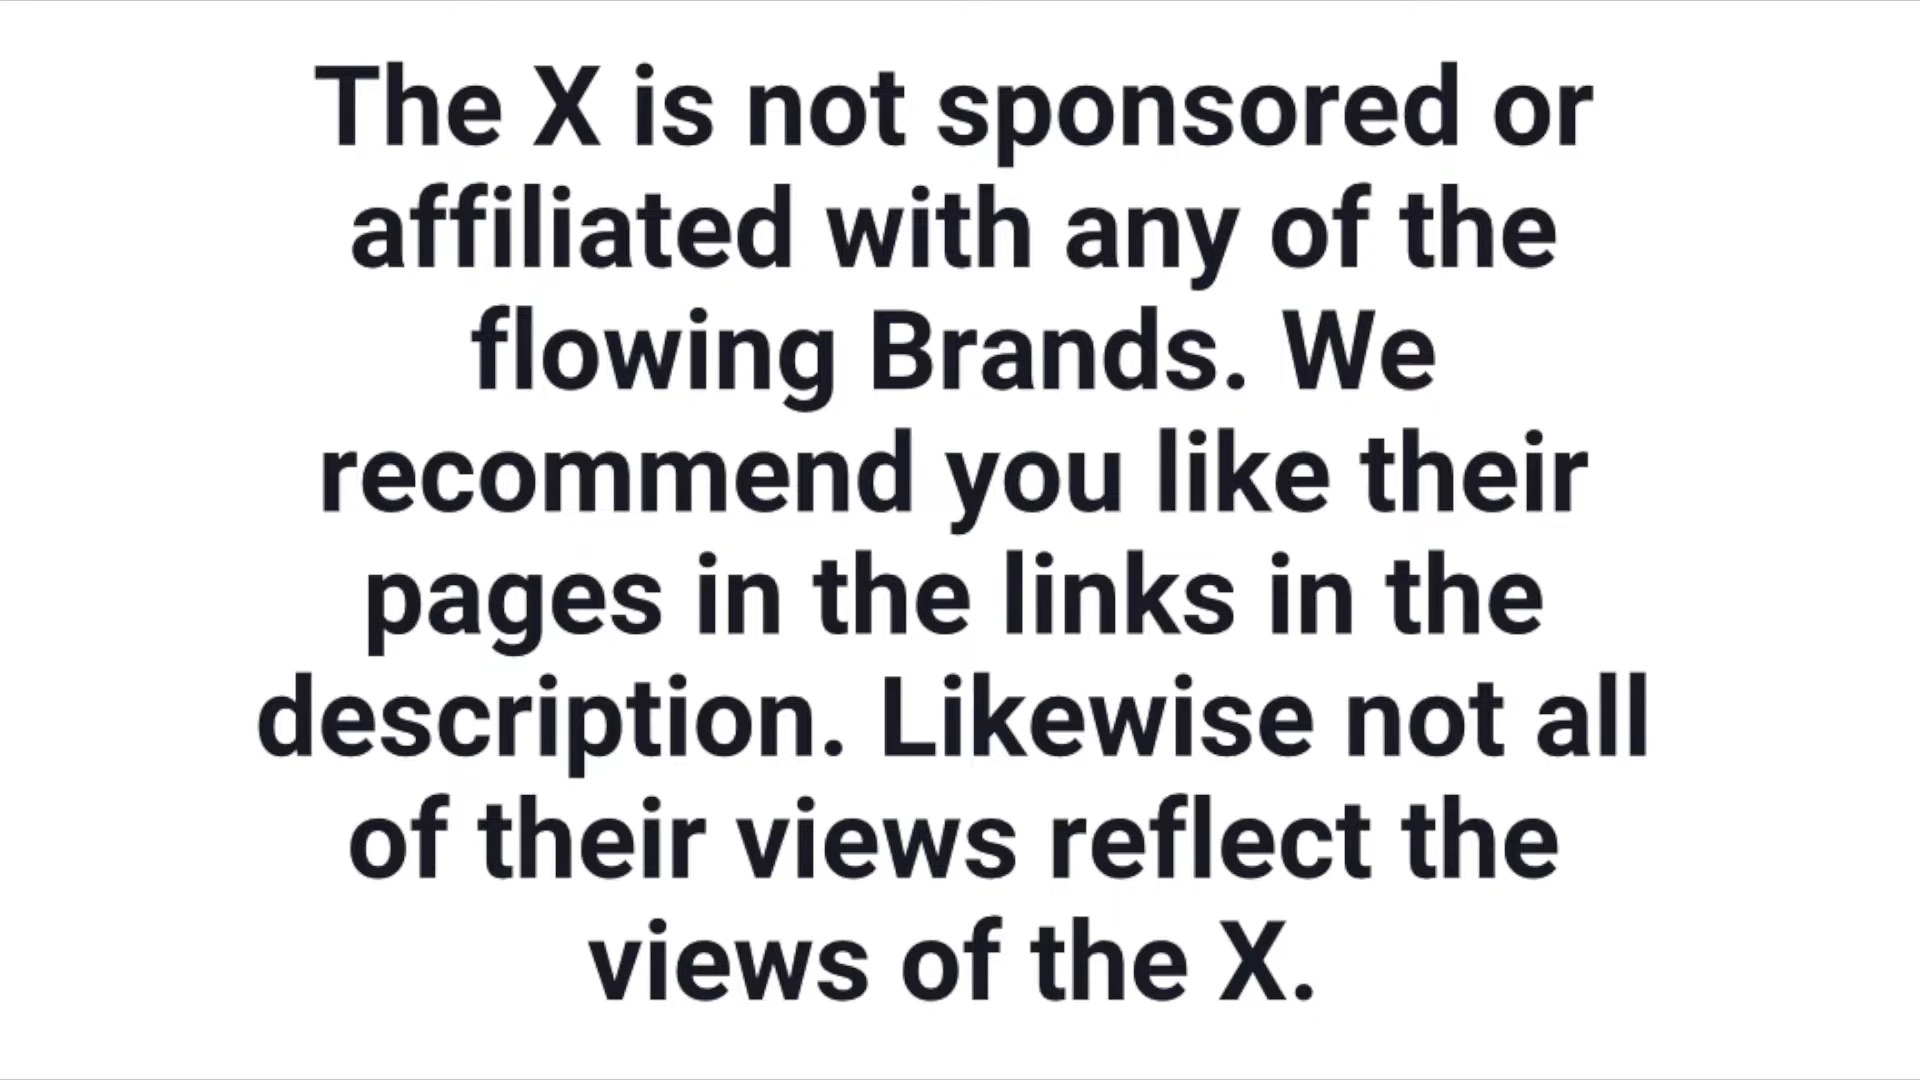 The X is not sponsored or
affiliated with any of the
flowing Brands. We
recommend you like their
pages in the links in the
description. Likewise not all
of their views reflect the
views of the X.